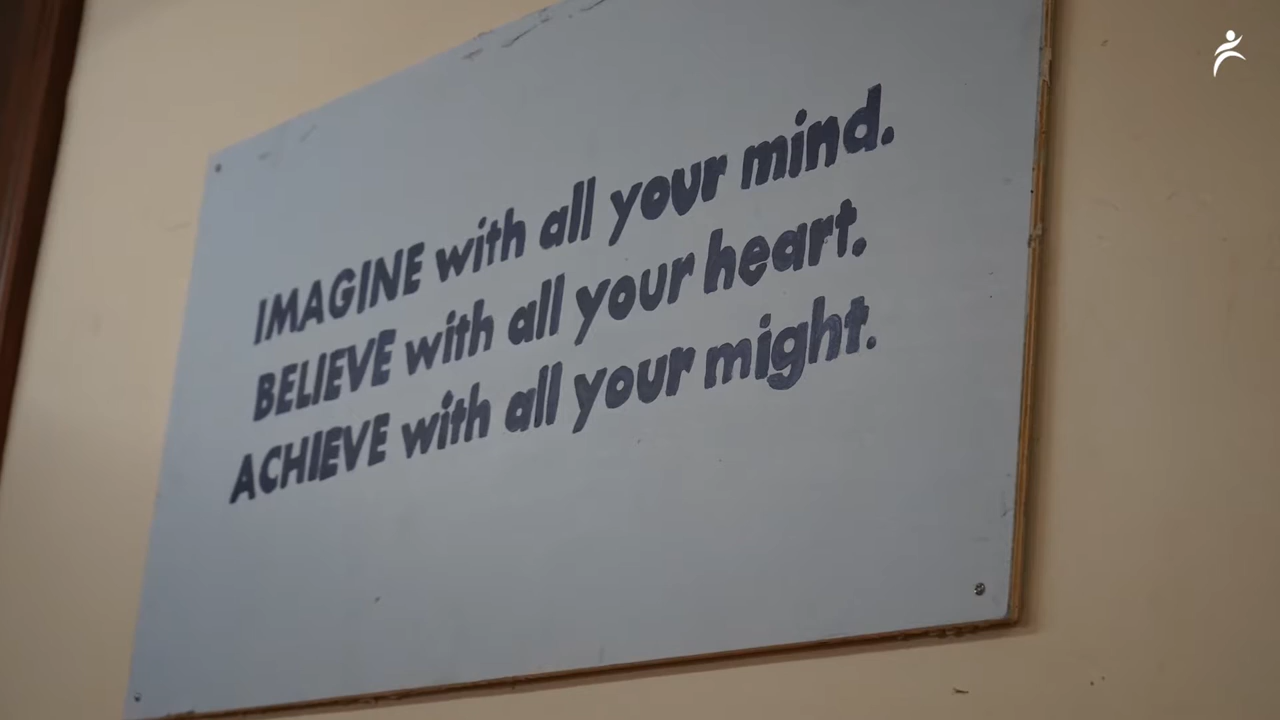 IMAGINE with all your mind.
BELIEVE with all your heart.
ACHIEVE with all your might.